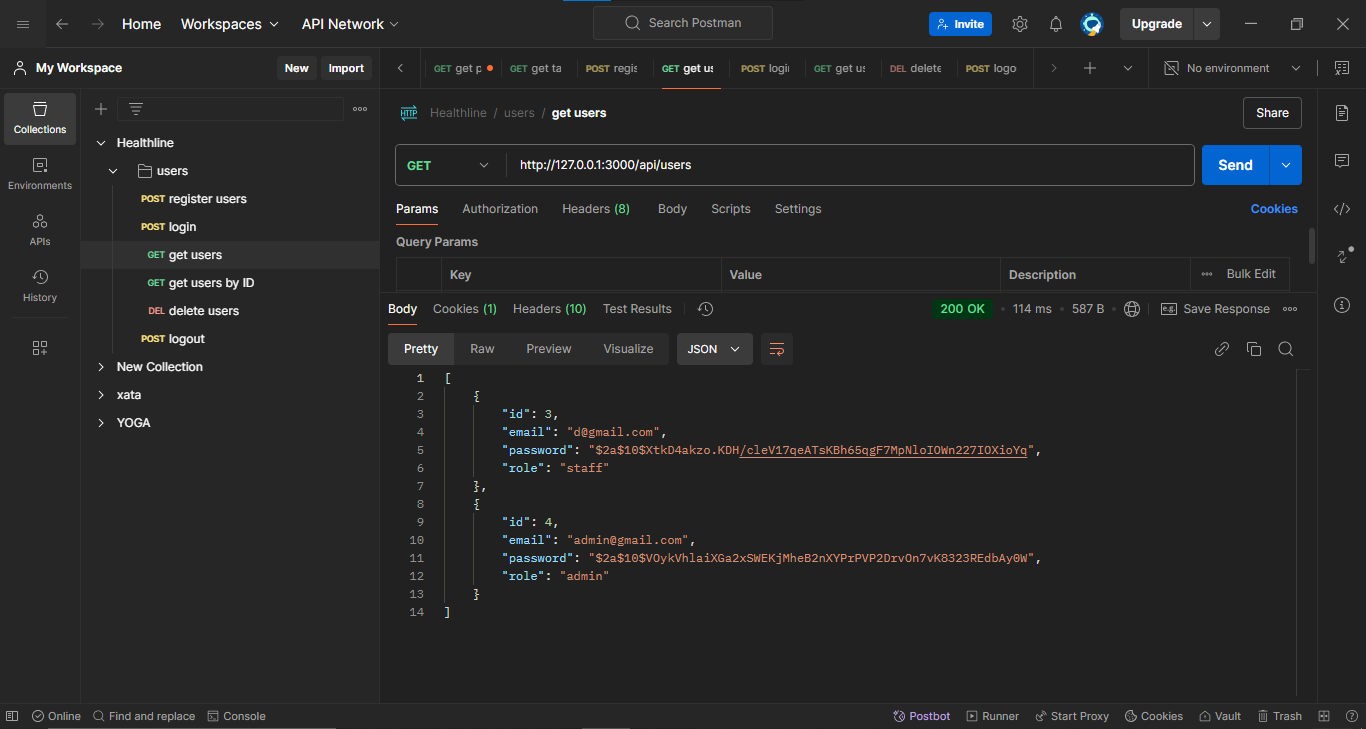 Home Workspaces API Network Search Postman Invite Upgrade
My Workspace New Import GET get p GET get ta POST regis GET get us POST logi GET get us DEL delete POST logo No environment
Collections
Environments
APIs
History
Healthline
users
POST register users
POST login
GET get users
GET get users by ID
DEL delete users
POST logout
New Collection
xata
YOGA
HTTP Healthline / users / get users Share
GET http://127.0.0.1:3000/api/users Send
Params Authorization Headers (8) Body Scripts Settings Cookies
Query Params
Key Value Description Bulk Edit
Body Cookies (1) Headers (10) Test Results 200 OK 114 ms 587 B e.g. Save Response
Pretty Raw Preview Visualize JSON
1 [
2 {
3 "id": 3,
4 "email": "d@gmail.com",
5 "password": "$2a$10$XtkD4akzo.KDH/cleV17qeATsKBh65qgF7MpNloIOWn227IOXioYq",
6 "role": "staff"
7 },
8 {
9 "id": 4,
10 "email": "admin@gmail.com",
11 "password": "$2a$10$VOykVhlaiXGa2xSWEKjMheB2nXYPrPVP2DrvOn7vK8323REdbAy0W",
12 "role": "admin"
13 }
14 ]
Online Find and replace Console Postbot Runner Start Proxy Cookies Vault Trash